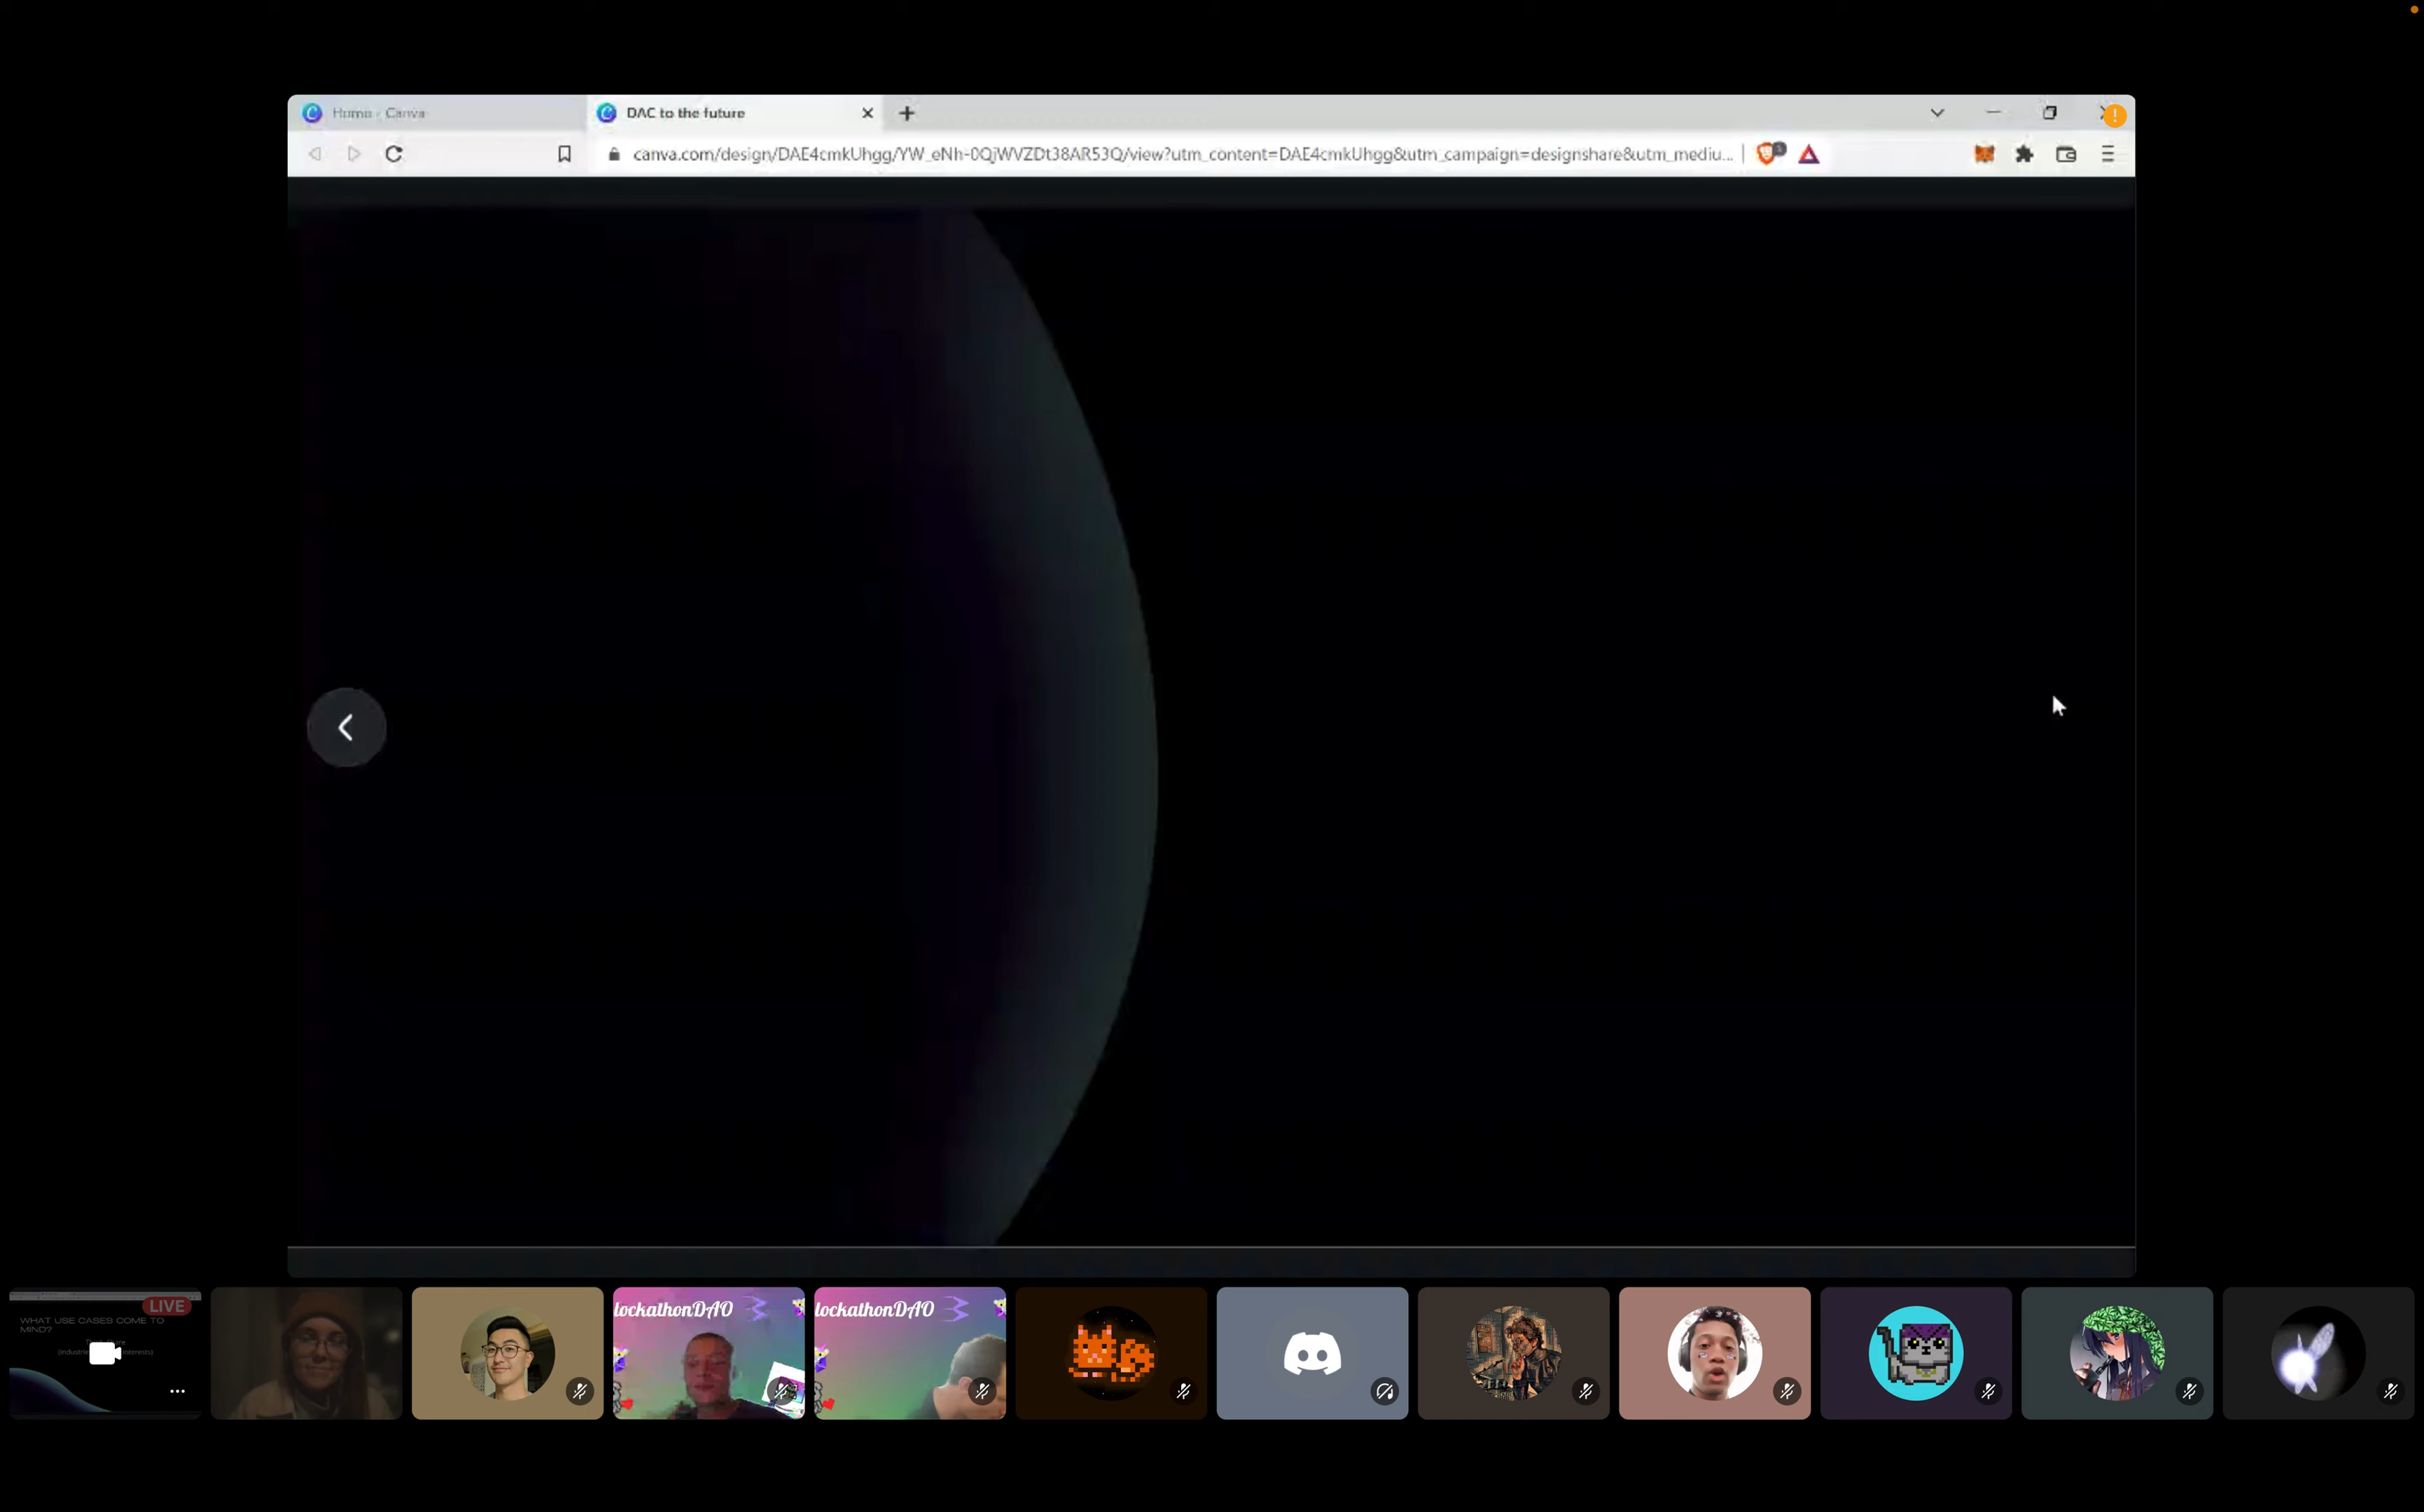 Home - Canva
DAC to the future
canva.com/design/DAE4cmkUhgg/YW_eNh-0QjWVZDt38AR53Q/view?utm_content=DAE4cmkUhgg&utm_campaign=designshare&utm_mediu...
LIVE
WHAT USE CASES COME TO
MIND?
lockathonDAO
lockathonDAO